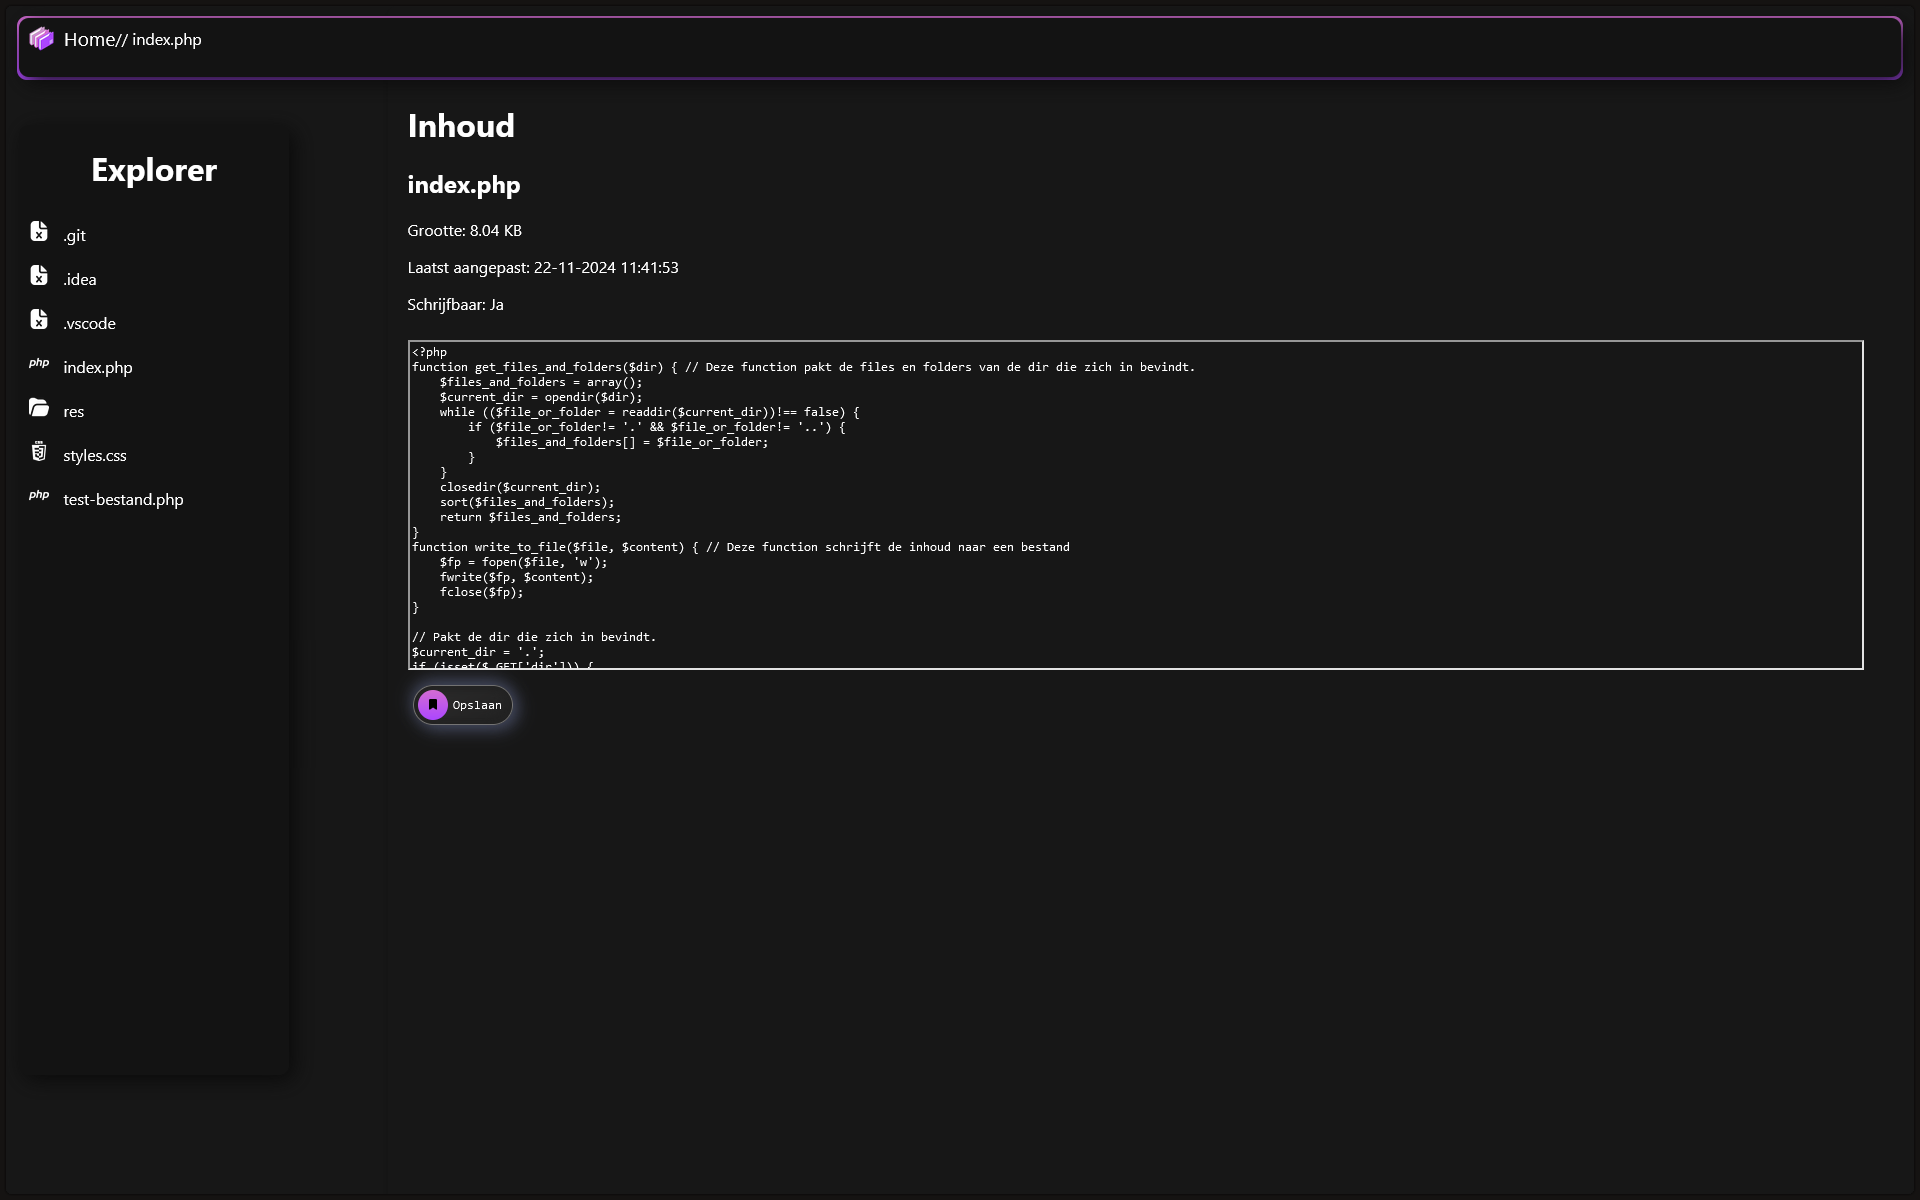 Home// index.php
Explorer
.git
.idea
.vscode
php index.php
res
styles.css
php test-bestand.php
Inhoud
index.php
Grootte: 8.04 KB
Laatst aangepast: 22-11-2024 11:41:53
Schrijfbaar: Ja
<?php
function get_files_and_folders($dir) { // Deze function pakt de files en folders van de dir die zich in bevindt.
    $files_and_folders = array();
    $current_dir = opendir($dir);
    while (($file_or_folder = readdir($current_dir))!== false) {
        if ($file_or_folder!= '.' && $file_or_folder!= '..') {
            $files_and_folders[] = $file_or_folder;
        }
    }
    closedir($current_dir);
    sort($files_and_folders);
    return $files_and_folders;
}
function write_to_file($file, $content) { // Deze function schrijft de inhoud naar een bestand
    $fp = fopen($file, 'w');
    fwrite($fp, $content);
    fclose($fp);
}
// Pakt de dir die zich in bevindt.
$current_dir = '.';
if (isset($_GET['dir'])) {
Opslaan